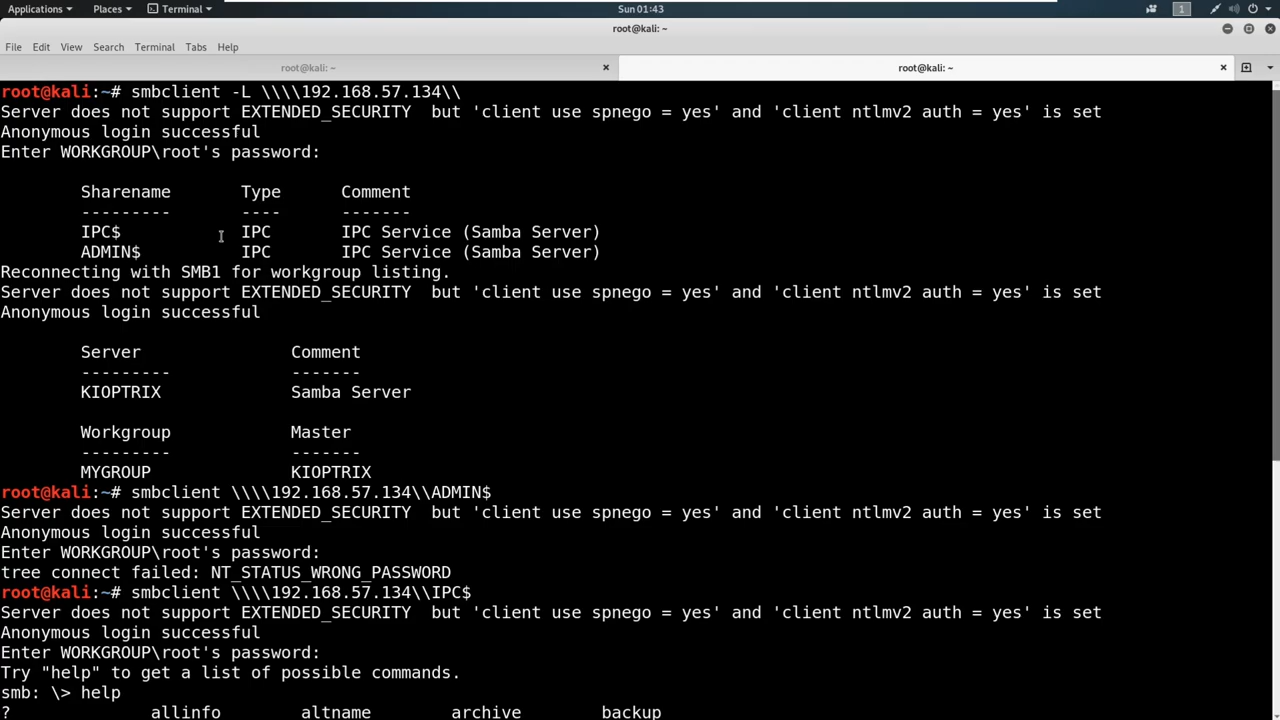 Applications Places Terminal Sun 01:43 1
root@kali: ~
File Edit View Search Terminal Tabs Help
root@kali: ~ root@kali: ~
root@kali:~# smbclient -L \\\\192.168.57.134\\
Server does not support EXTENDED_SECURITY  but 'client use spnego = yes' and 'client ntlmv2 auth = yes' is set
Anonymous login successful
Enter WORKGROUP\root's password:
Sharename Type Comment
--------- ---- -------
IPC$ IPC IPC Service (Samba Server)
ADMIN$ IPC IPC Service (Samba Server)
Reconnecting with SMB1 for workgroup listing.
Server does not support EXTENDED_SECURITY  but 'client use spnego = yes' and 'client ntlmv2 auth = yes' is set
Anonymous login successful
Server Comment
--------- -------
KIOPTRIX Samba Server
Workgroup Master
--------- -------
MYGROUP KIOPTRIX
root@kali:~# smbclient \\\\192.168.57.134\\ADMIN$
Server does not support EXTENDED_SECURITY  but 'client use spnego = yes' and 'client ntlmv2 auth = yes' is set
Anonymous login successful
Enter WORKGROUP\root's password:
tree connect failed: NT_STATUS_WRONG_PASSWORD
root@kali:~# smbclient \\\\192.168.57.134\\IPC$
Server does not support EXTENDED_SECURITY  but 'client use spnego = yes' and 'client ntlmv2 auth = yes' is set
Anonymous login successful
Enter WORKGROUP\root's password:
Try "help" to get a list of possible commands.
smb: \> help
? allinfo altname archive backup